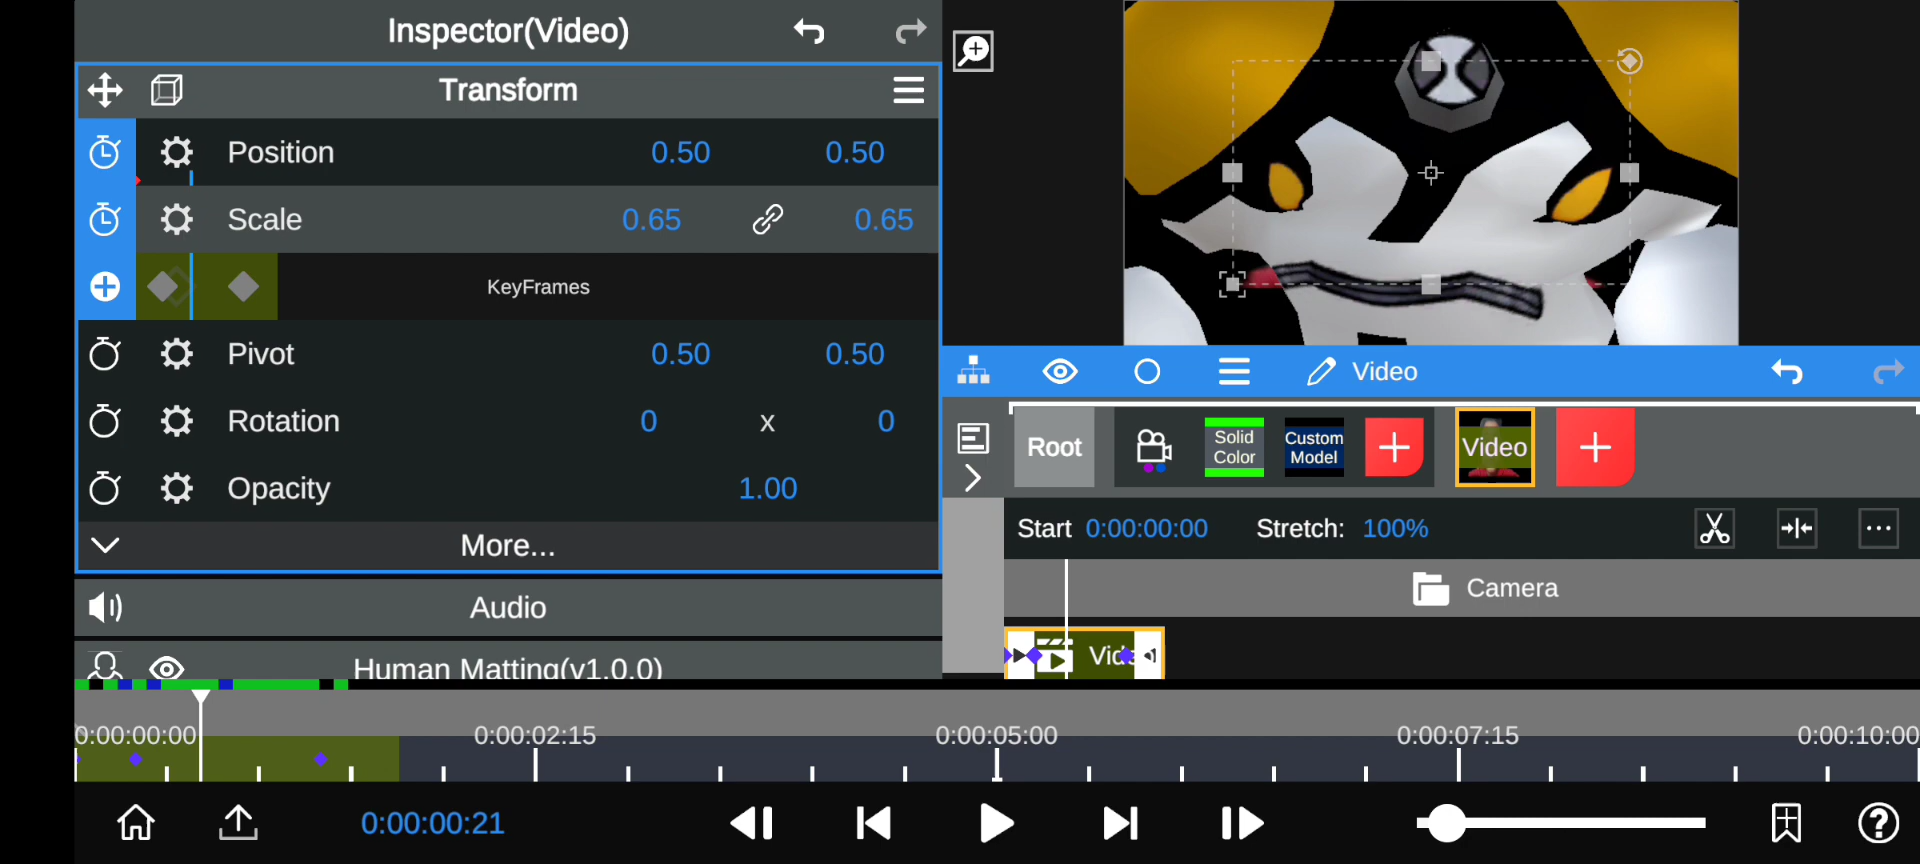 Inspector(Video)
Transform
Position 0.50 0.50
Scale 0.65 0.65
KeyFrames
Pivot 0.50 0.50
Rotation 0 x 0
Opacity 1.00
More...
Audio
Human Matting(v1.0.0)
Video
Root
Solid
Color
Custom
Model
Video
Start 0:00:00:00 Stretch: 100%
Camera
Vide
0:00:00:00 0:00:02:15 0:00:05:00 0:00:07:15 0:00:10:00
0:00:00:21